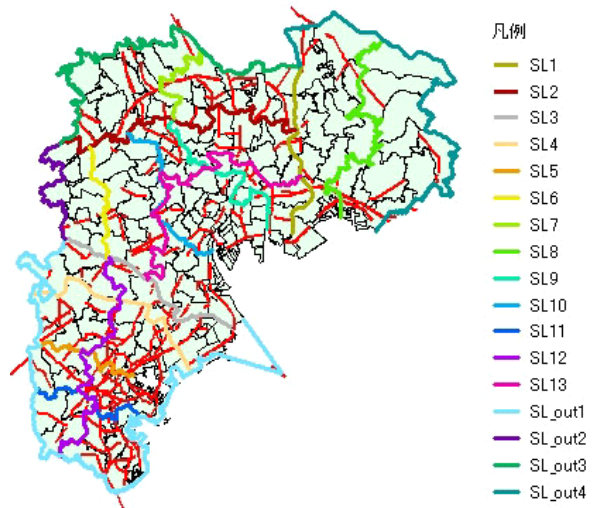 凡例
SL1
SL2
SL3
SL4
SL5
SL6
SL7
SL8
SL9
SL10
SL11
SL12
SL13
SL_out1
SL_out2
SL_out3
SL_out4